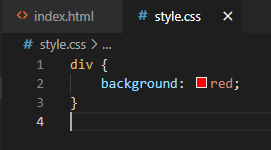 <> index.html
# style.css
# style.css > ...
1 div {
2 background: red;
3 }
4